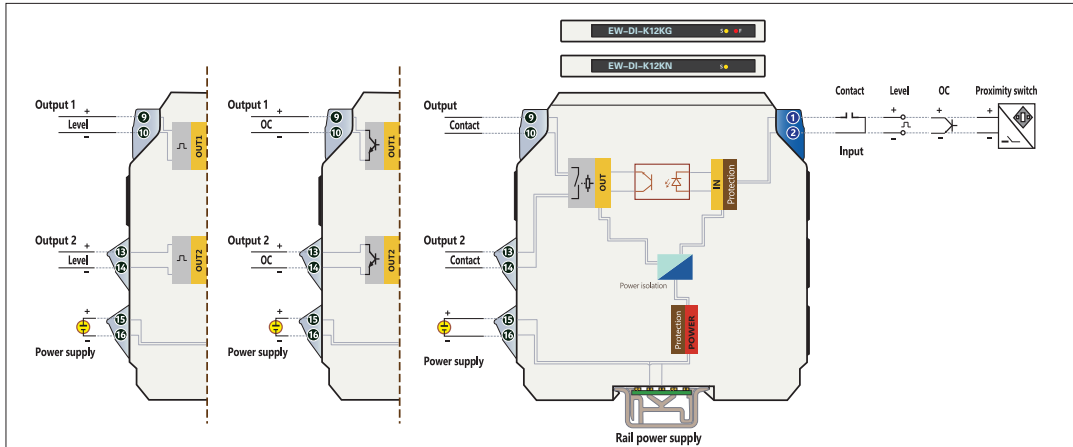 EW-DI-K12KG
S
F
EW-DI-K12KN
S
Output 1
+
Level
−
9
10
OUT1
Output 2
+
Level
−
13
14
OUT2
+
−
15
16
Power supply
Output 1
+
OC
−
9
10
OUT1
Output 2
+
OC
−
13
14
OUT2
+
−
15
16
Power supply
Output
Contact
9
10
Output 2
Contact
13
14
+
−
15
16
Power supply
OUT
IN
Protection
Power isolation
Protection
POWER
Rail power supply
1
2
Contact
Level
OC
Proximity switch
+
−
+
−
+
−
Input